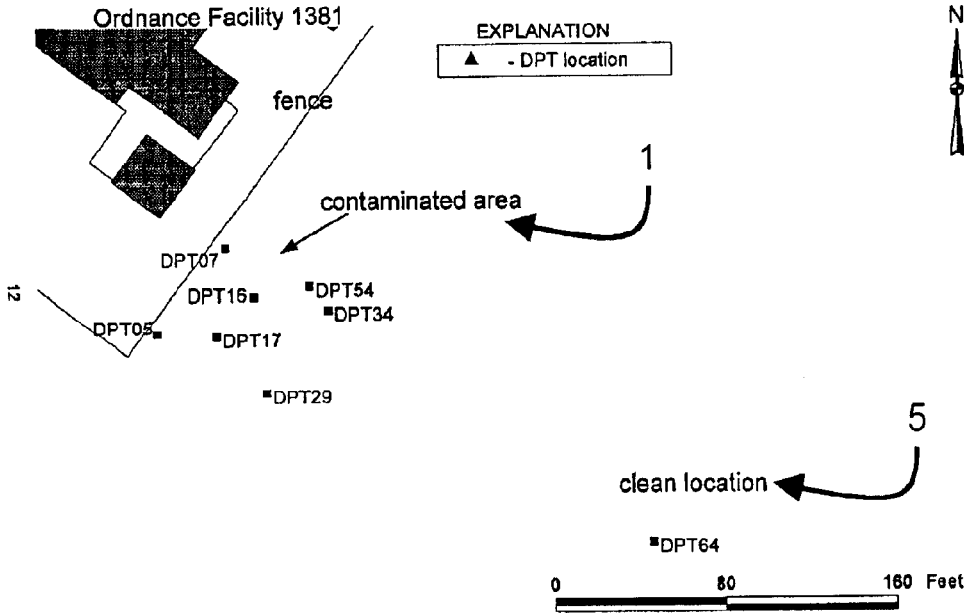 Ordnance Facility 1381
EXPLANATION
▲ - DPT location
N
fence
1
contaminated area
DPT07
DPT16
DPT54
DPT34
12
DPT05
DPT17
DPT29
5
clean location
DPT64
0 80 160 Feet